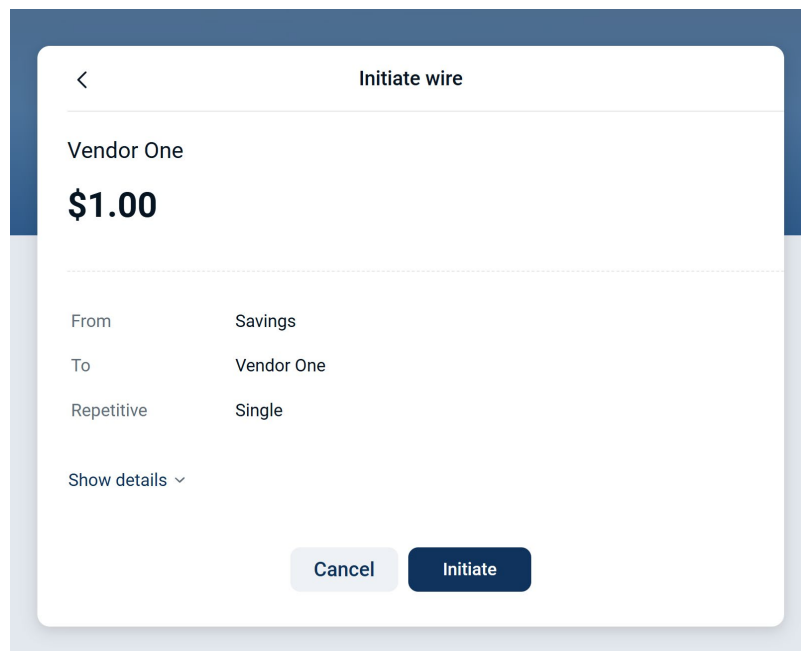 Initiate wire
Vendor One
$1.00
From Savings
To Vendor One
Repetitive Single
Show details
Cancel Initiate